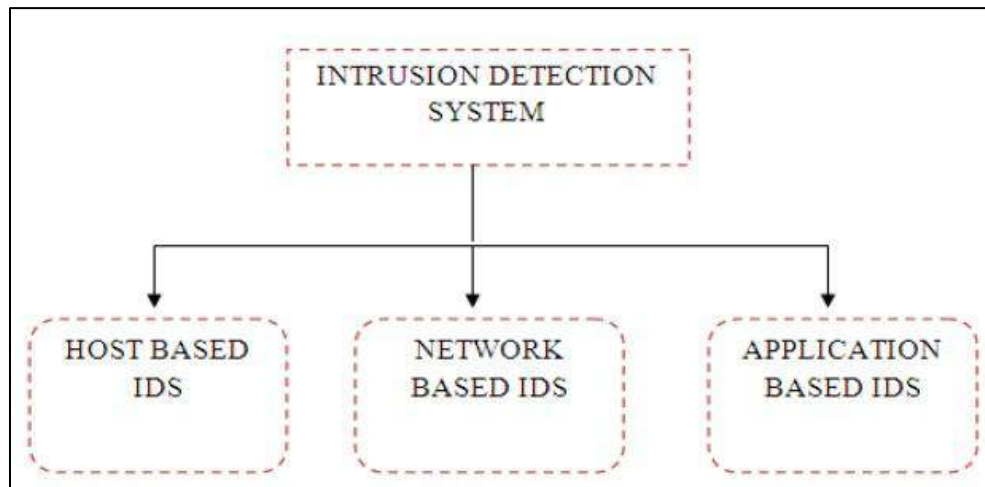 INTRUSION DETECTION
SYSTEM
HOST BASED
IDS
NETWORK
BASED IDS
APPLICATION
BASED IDS